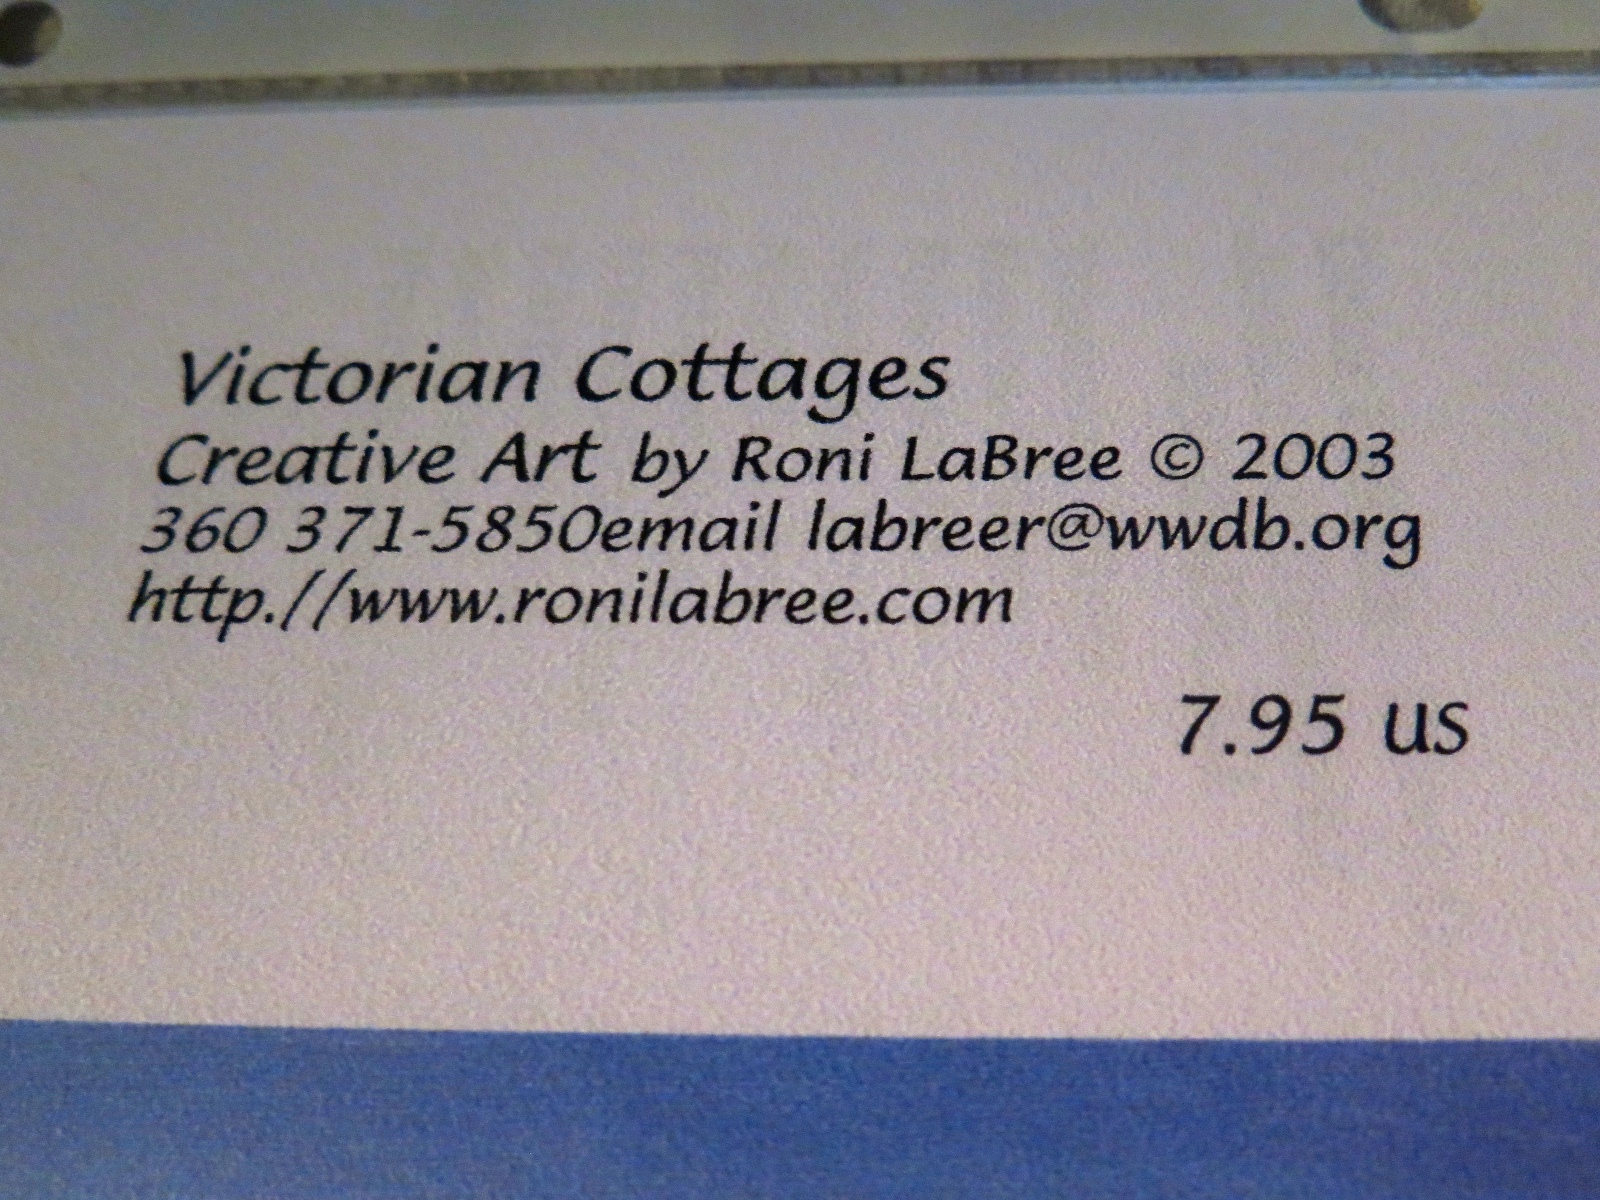 Victorian Cottages
Creative Art by Roni LaBree © 2003
360 371-5850email labreer@wwdb.org
http.//www.ronilabree.com
7.95 us